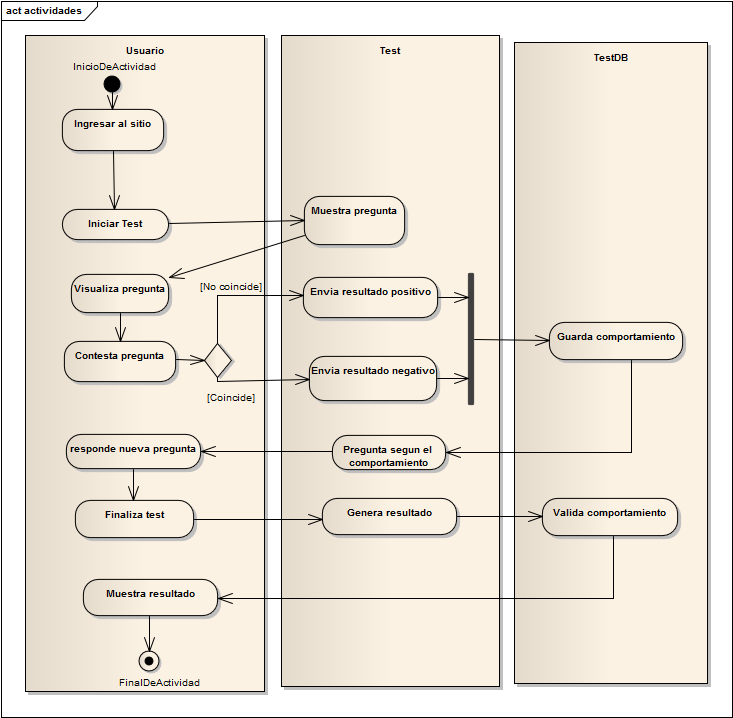 act actividades
Usuario
Test
TestDB
InicioDeActividad
Ingresar al sitio
Iniciar Test
Muestra pregunta
Visualiza pregunta
[No coincide]
Envia resultado positivo
Guarda comportamiento
Contesta pregunta
Envia resultado negativo
[Coincide]
responde nueva pregunta
Pregunta segun el
comportamiento
Finaliza test
Genera resultado
Valida comportamiento
Muestra resultado
FinalDeActividad